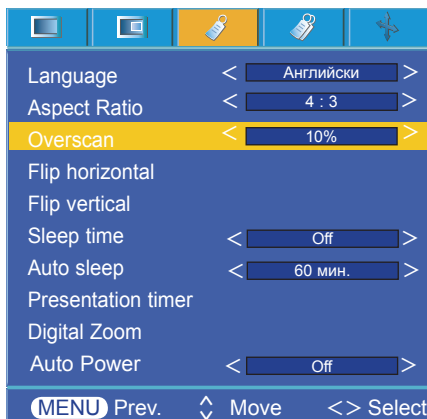 Language < Английски >
Aspect Ratio < 4 : 3 >
Overscan < 10% >
Flip horizontal
Flip vertical
Sleep time < Off >
Auto sleep < 60 мин. >
Presentation timer
Digital Zoom
Auto Power < Off >
MENU Prev. Move <> Select